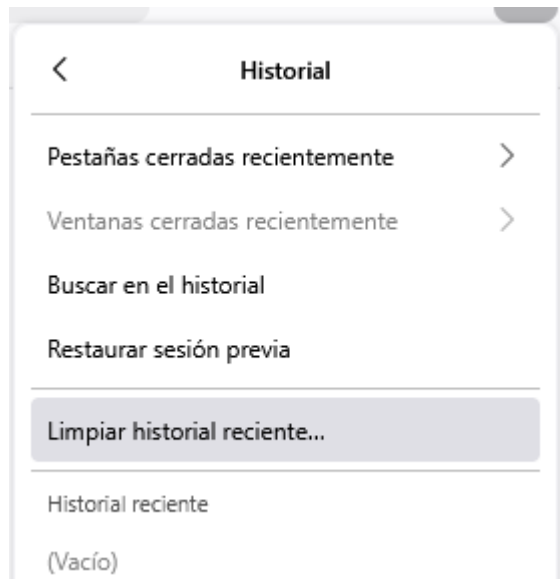 Historial
Pestañas cerradas recientemente
Ventanas cerradas recientemente
Buscar en el historial
Restaurar sesión previa
Limpiar historial reciente...
Historial reciente
(Vacío)